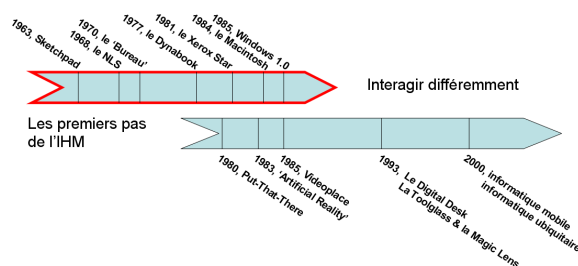 1963, Sketchpad
1968, le NLS
1970, le ‘Bureau’
1977, le Dynabook
1981, le Xerox Star
1984, le Macintosh
1985, Windows 1.0
Interagir différemment
Les premiers pas
de l’IHM
1980, Put-That-There
1983, ‘Artificial Reality’
1985, Videoplace
1993, Le Digital Desk
La Toolglass & la Magic Lens
2000, informatique mobile
informatique ubiquitaire